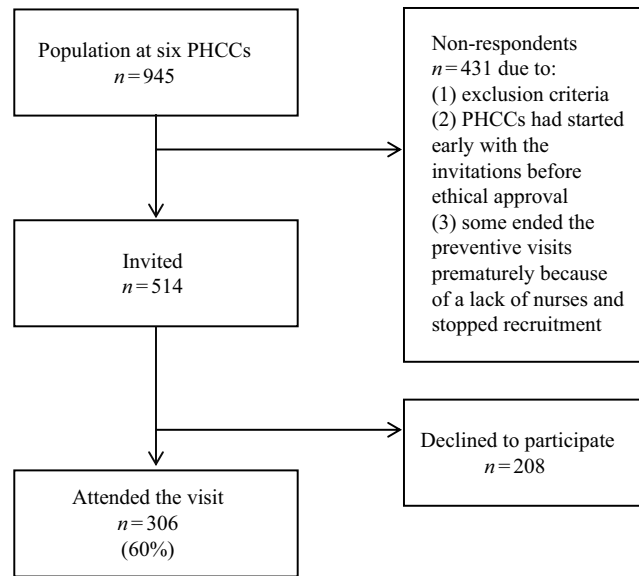 Population at six PHCCs
n=945
Non-respondents
n=431 due to:
(1) exclusion criteria
(2) PHCCs had started
early with the
invitations before
ethical approval
(3) some ended the
preventive visits
prematurely because
of a lack of nurses and
stopped recruitment
Invited
n=514
Declined to participate
n=208
Attended the visit
n=306
(60%)